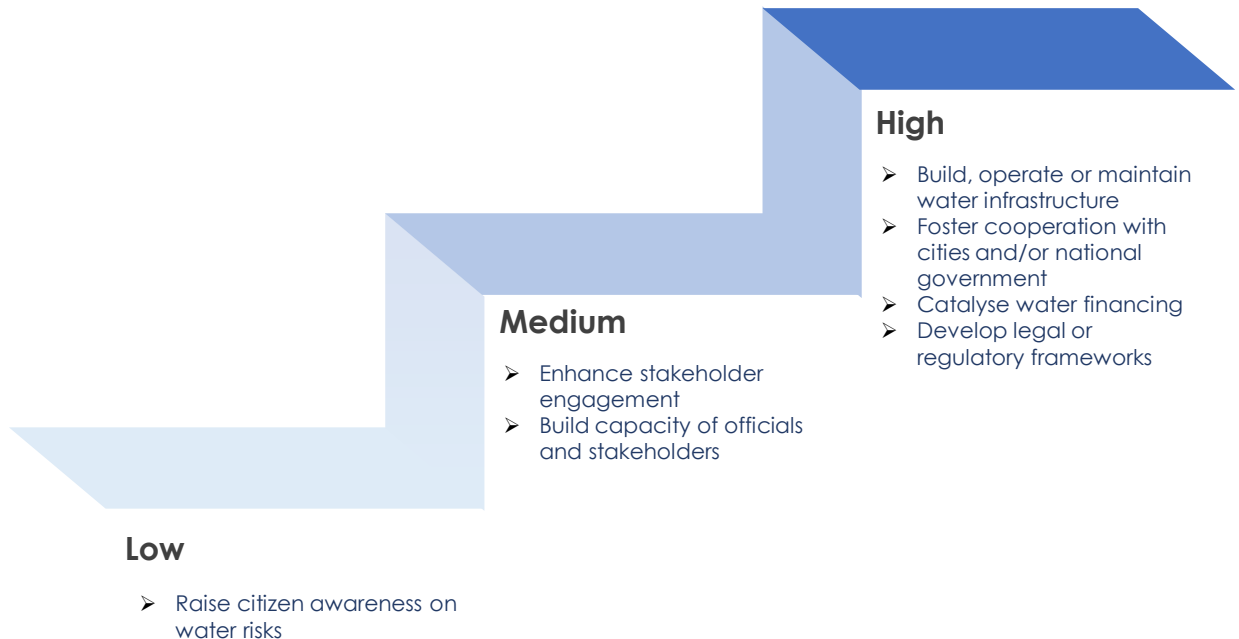 High
➢ Build, operate or maintain
water infrastructure
➢ Foster cooperation with
cities and/or national
government
➢ Catalyse water financing
➢ Develop legal or
regulatory frameworks
Medium
➢ Enhance stakeholder
engagement
➢ Build capacity of officials
and stakeholders
Low
➢ Raise citizen awareness on
water risks